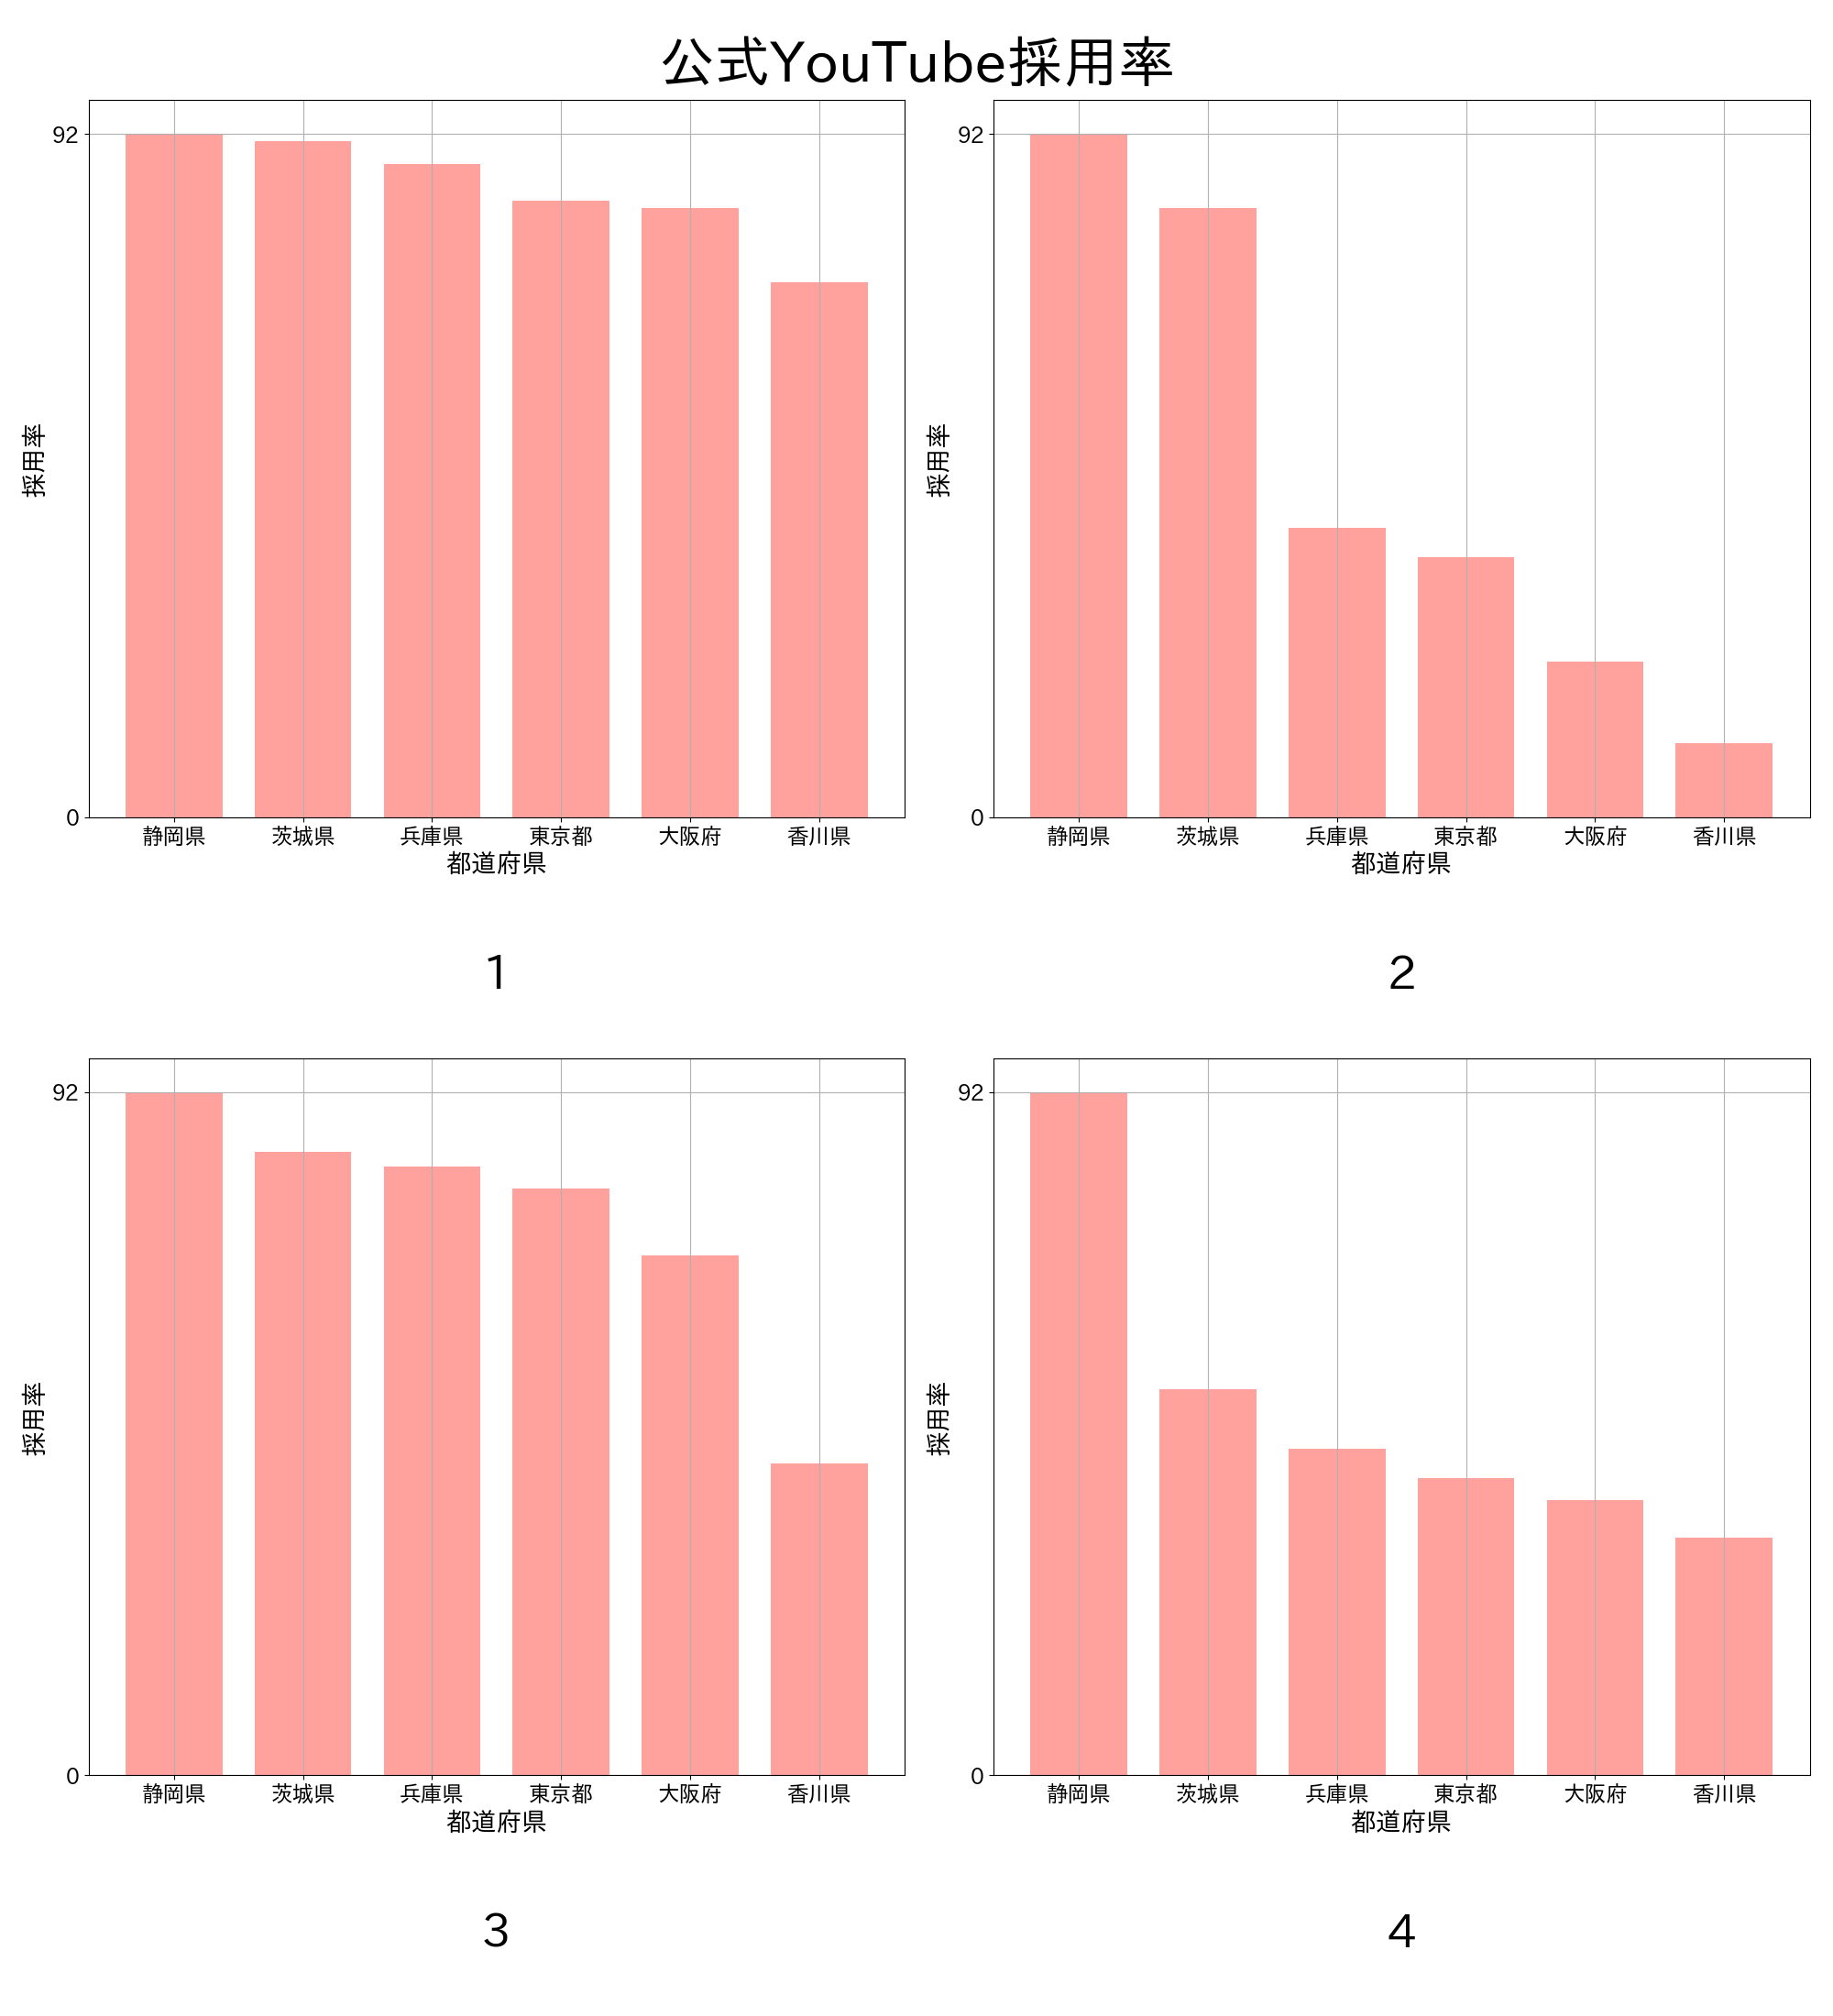 公式YouTube採用率
92
採用率
0
静岡県 茨城県 兵庫県 東京都 大阪府 香川県
都道府県
1
92
採用率
0
静岡県 茨城県 兵庫県 東京都 大阪府 香川県
都道府県
2
92
採用率
0
静岡県 茨城県 兵庫県 東京都 大阪府 香川県
都道府県
3
92
採用率
0
静岡県 茨城県 兵庫県 東京都 大阪府 香川県
都道府県
4